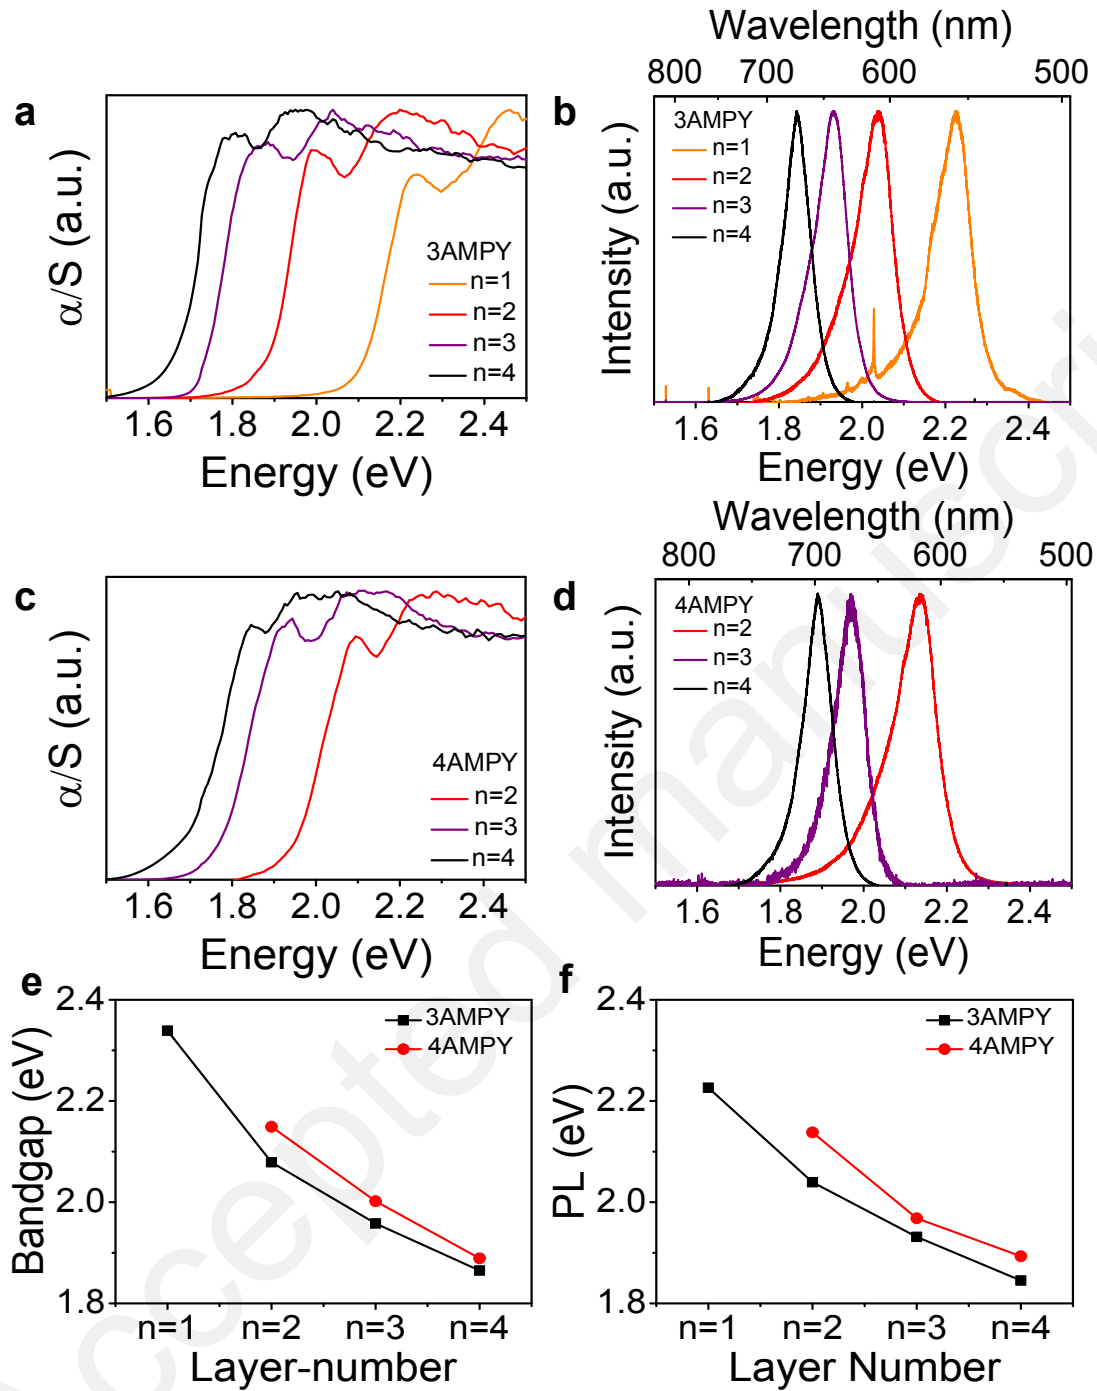 a
α/S (a.u.)
3AMPY
n=1
n=2
n=3
n=4
1.6 1.8 2.0 2.2 2.4
Energy (eV)
Wavelength (nm)
800 700 600 500
b
Intensity (a.u.)
3AMPY
n=1
n=2
n=3
n=4
1.6 1.8 2.0 2.2 2.4
Energy (eV)
c
α/S (a.u.)
4AMPY
n=2
n=3
n=4
1.6 1.8 2.0 2.2 2.4
Energy (eV)
Wavelength (nm)
800 700 600 500
d
Intensity (a.u.)
4AMPY
n=2
n=3
n=4
1.6 1.8 2.0 2.2 2.4
Energy (eV)
e
Bandgap (eV)
2.4
2.2
2.0
1.8
3AMPY
4AMPY
n=1 n=2 n=3 n=4
Layer-number
f
PL (eV)
2.4
2.2
2.0
1.8
3AMPY
4AMPY
n=1 n=2 n=3 n=4
Layer Number
Accepted manuscri